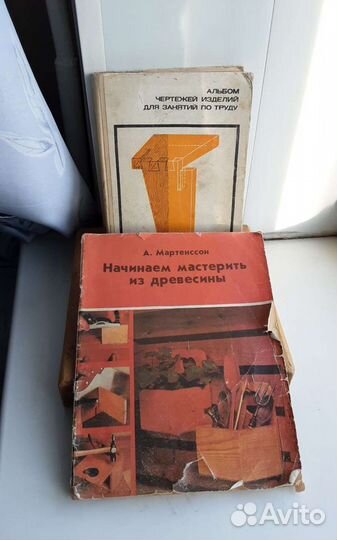 АЛЬБОМ
ЧЕРТЕЖЕЙ ИЗДЕЛИЙ
ДЛЯ ЗАНЯТИЙ ПО ТРУДУ
А. Мартенссон
Начинаем мастерить
из древесины
Avito